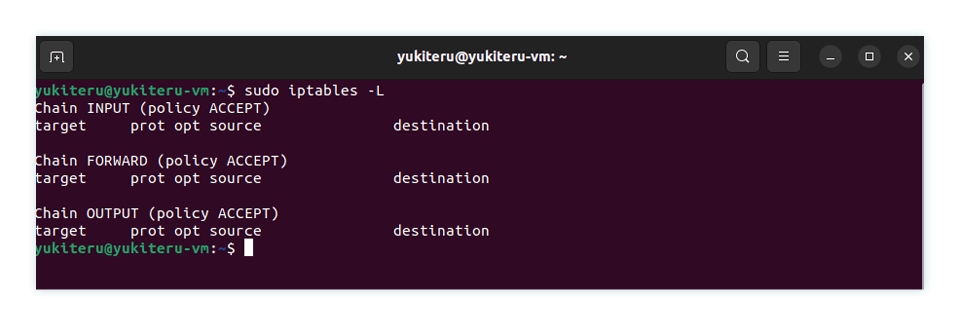 yukiteru@yukiteru-vm: ~
yukiteru@yukiteru-vm:~$ sudo iptables -L
Chain INPUT (policy ACCEPT)
target     prot opt source               destination

Chain FORWARD (policy ACCEPT)
target     prot opt source               destination

Chain OUTPUT (policy ACCEPT)
target     prot opt source               destination
yukiteru@yukiteru-vm:~$